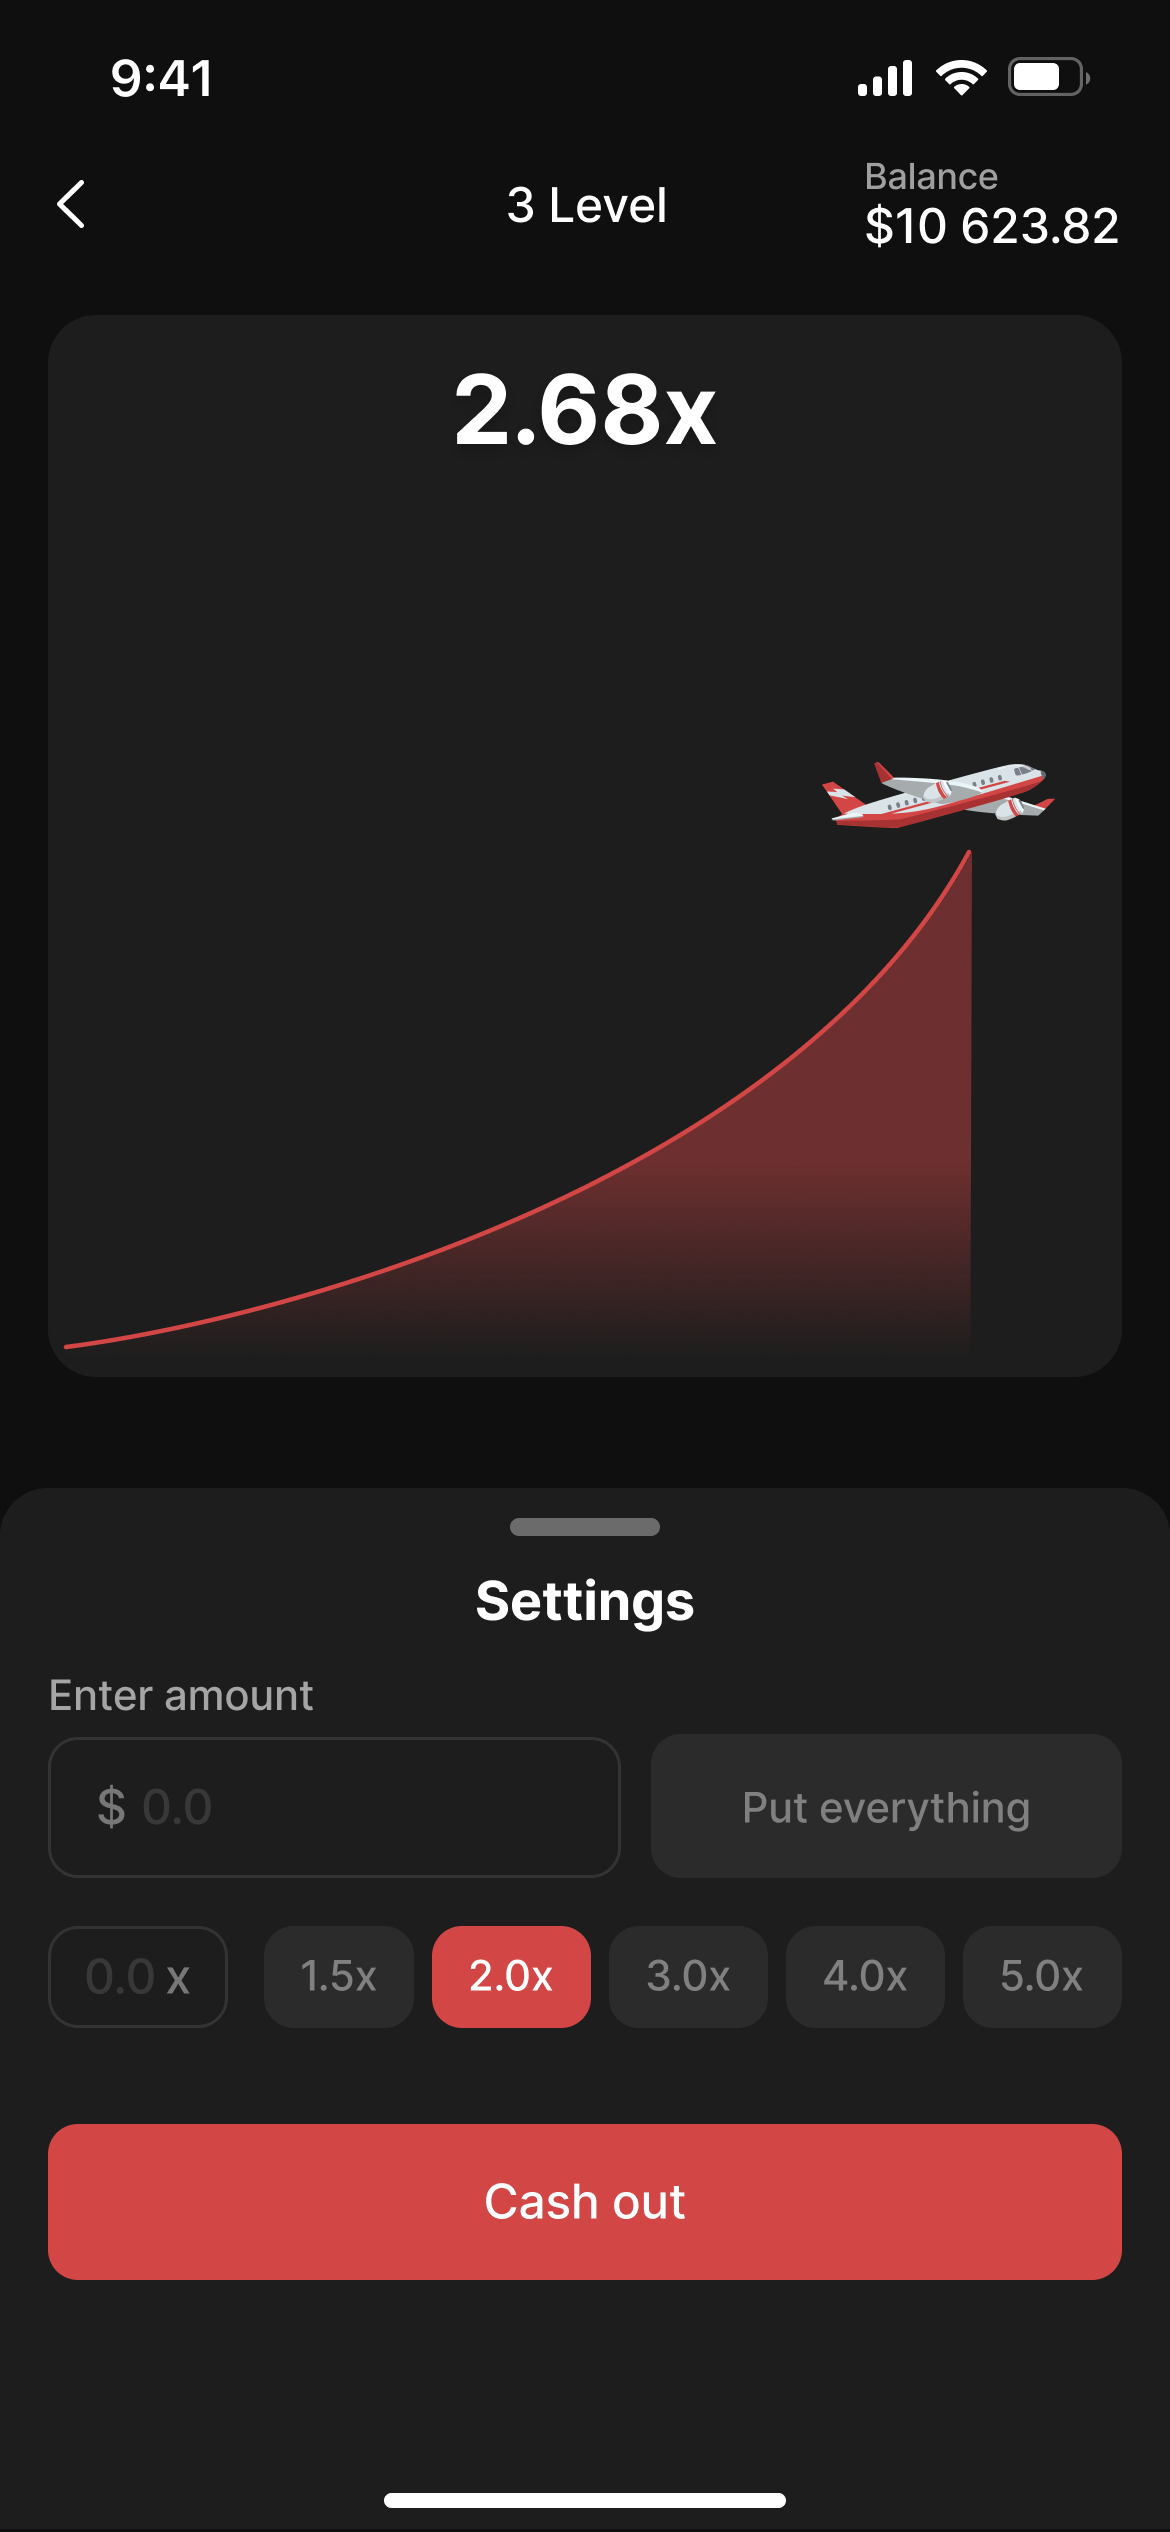 9:41
3 Level
Balance
$10 623.82
2.68x
Settings
Enter amount
$ 0.0
Put everything
0.0 x
1.5x
2.0x
3.0x
4.0x
5.0x
Cash out